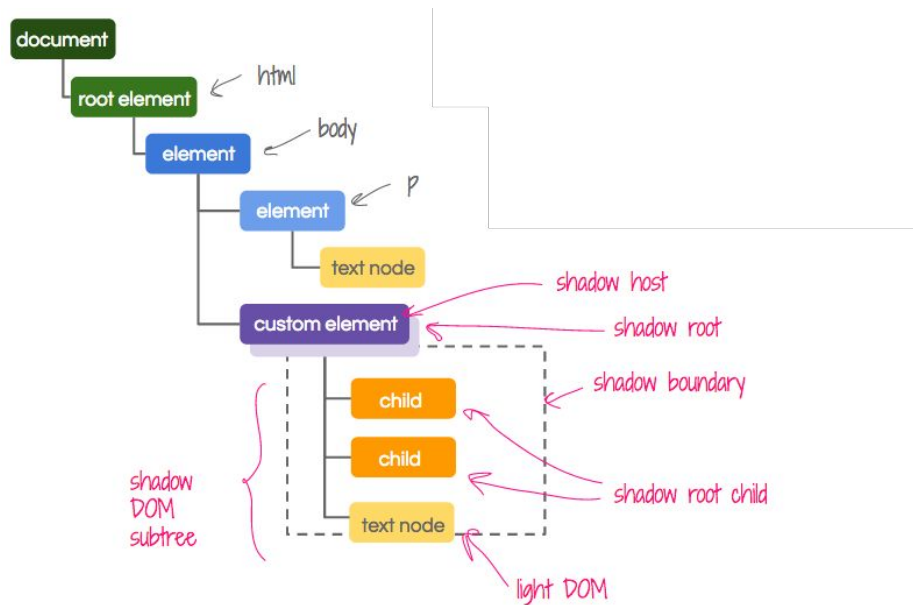 document
root element
html
element
body
element
p
text node
custom element
shadow host
shadow root
shadow boundary
child
child
shadow root child
shadow
DOM
subtree
text node
light DOM